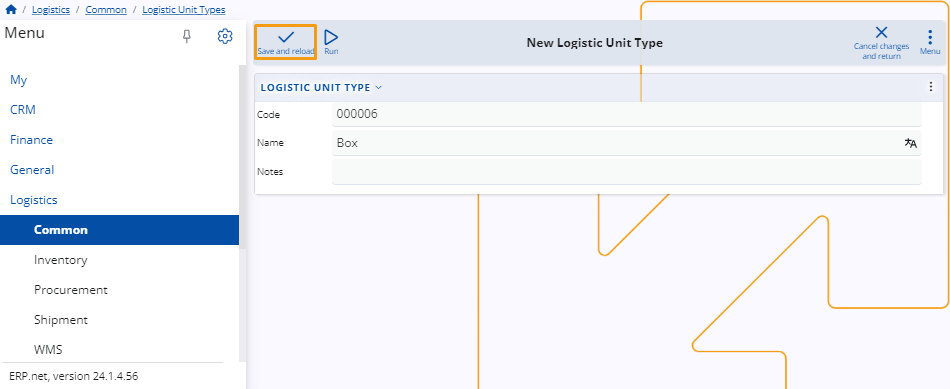 / Logistics / Common / Logistic Unit Types
Menu
My
CRM
Finance
General
Logistics
Common
Inventory
Procurement
Shipment
WMS
ERP.net, version 24.1.4.56
Save and reload
Run
New Logistic Unit Type
Cancel changes
and return
Menu
LOGISTIC UNIT TYPE
Code 000006
Name Box
Notes